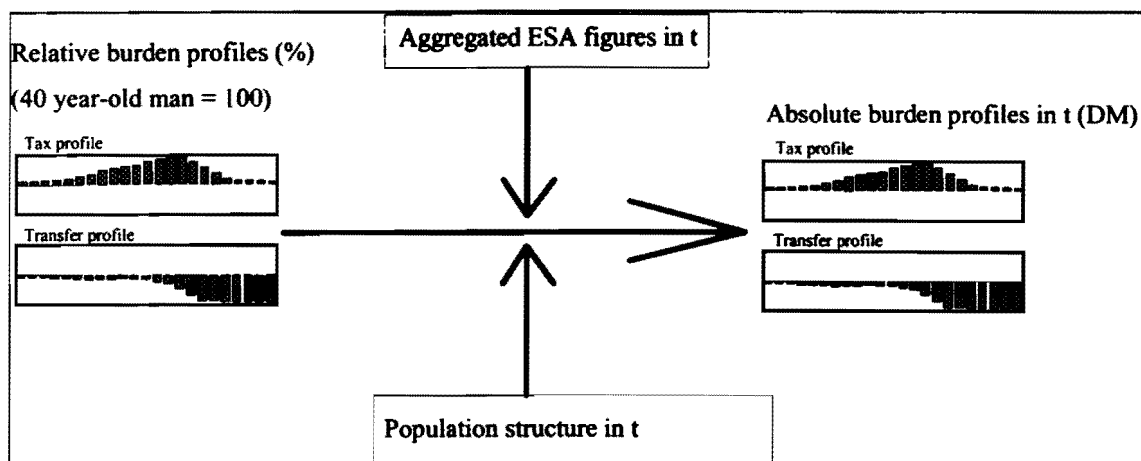 Aggregated ESA figures in t
Relative burden profiles (%)
(40 year-old man = 100)
Tax profile
Transfer profile
Absolute burden profiles in t (DM)
Tax profile
Transfer profile
Population structure in t